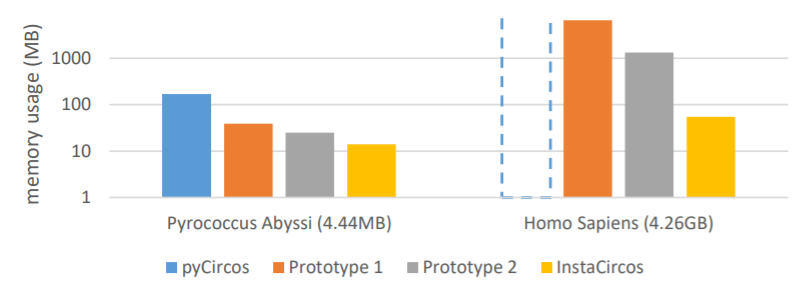 memory usage (MB)
1000
100
10
1
Pyrococcus Abyssi (4.44MB)
Homo Sapiens (4.26GB)
pyCircos
Prototype 1
Prototype 2
InstaCircos